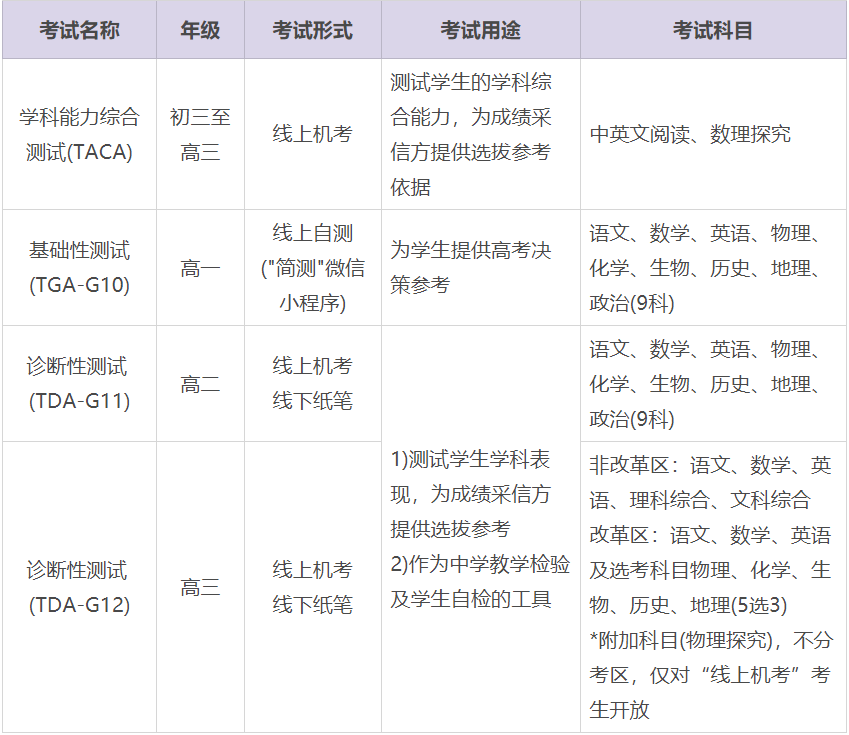 考试名称
年级
考试形式
考试用途
考试科目
学科能力综合
测试(TACA)
初三至
高三
线上机考
测试学生的学科综
合能力，为成绩采
信方提供选拔参考
依据
中英文阅读、数理探究
基础性测试
(TGA-G10)
高一
线上自测
("简测"微信
小程序)
为学生提供高考决
策参考
语文、数学、英语、物理、
化学、生物、历史、地理、
政治(9科)
诊断性测试
(TDA-G11)
高二
线上机考
线下纸笔
1)测试学生学科表
现，为成绩采信方
提供选拔参考
2)作为中学教学检验
及学生自检的工具
语文、数学、英语、物理、
化学、生物、历史、地理、
政治(9科)
诊断性测试
(TDA-G12)
高三
线上机考
线下纸笔
非改革区：语文、数学、英
语、理科综合、文科综合
改革区：语文、数学、英语
及选考科目物理、化学、生
物、历史、地理(5选3)
*附加科目(物理探究)，不分
考区，仅对“线上机考”考
生开放